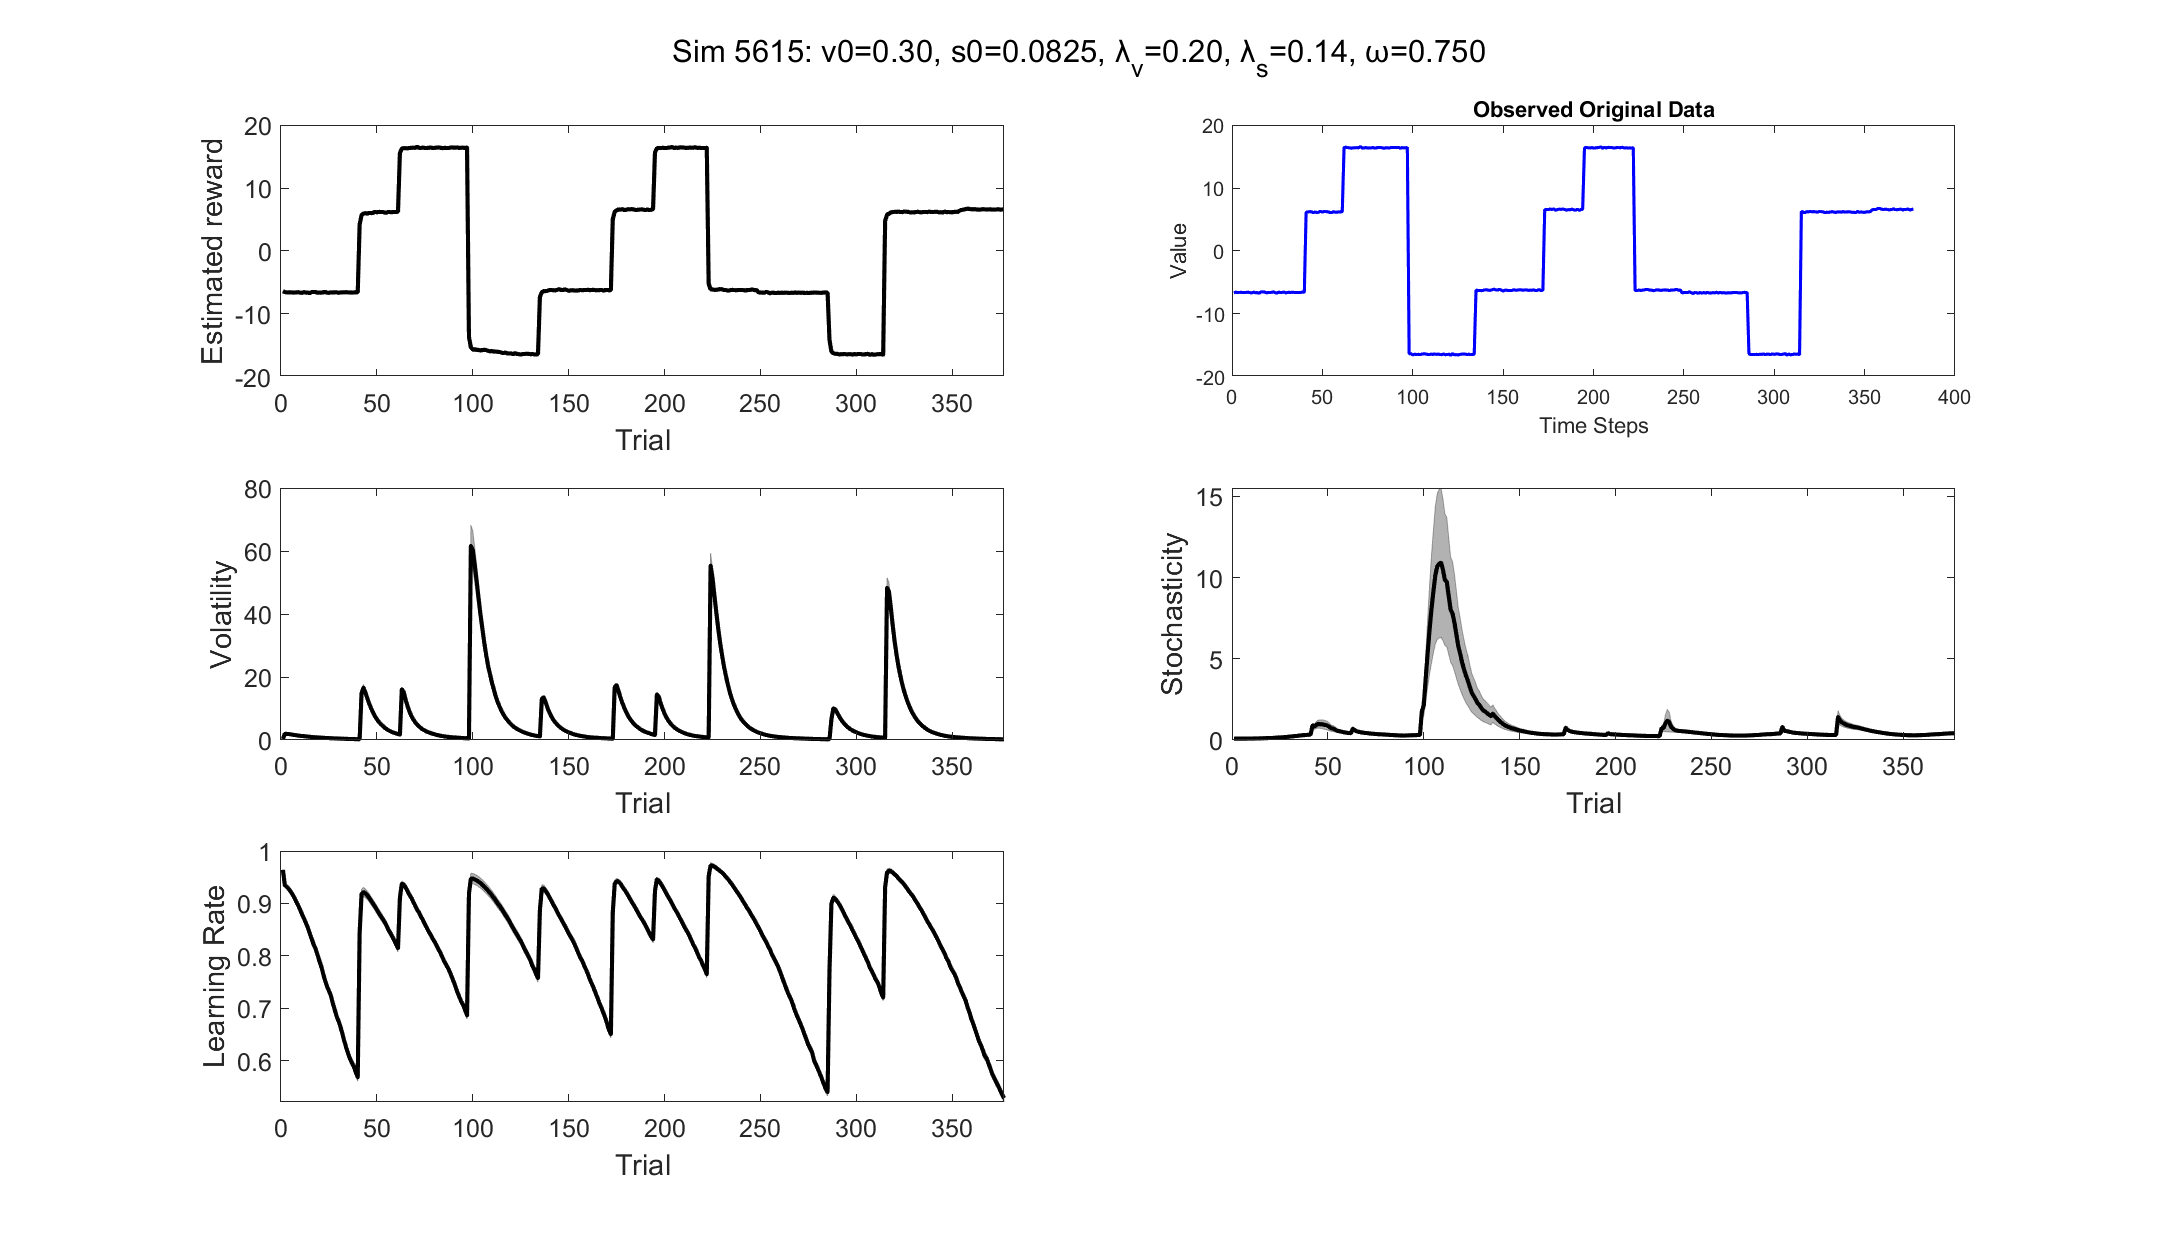 Sim 5615: v0=0.30, s0=0.0825, λ_v=0.20, λ_s=0.14, ω=0.750
Estimated reward
20
10
0
-10
-20
0 50 100 150 200 250 300 350
Trial
Observed Original Data
Value
20
10
0
-10
-20
0 50 100 150 200 250 300 350 400
Time Steps
Volatility
80
60
40
20
0
0 50 100 150 200 250 300 350
Trial
Stochasticity
15
10
5
0
0 50 100 150 200 250 300 350
Trial
Learning Rate
1
0.9
0.8
0.7
0.6
0 50 100 150 200 250 300 350
Trial